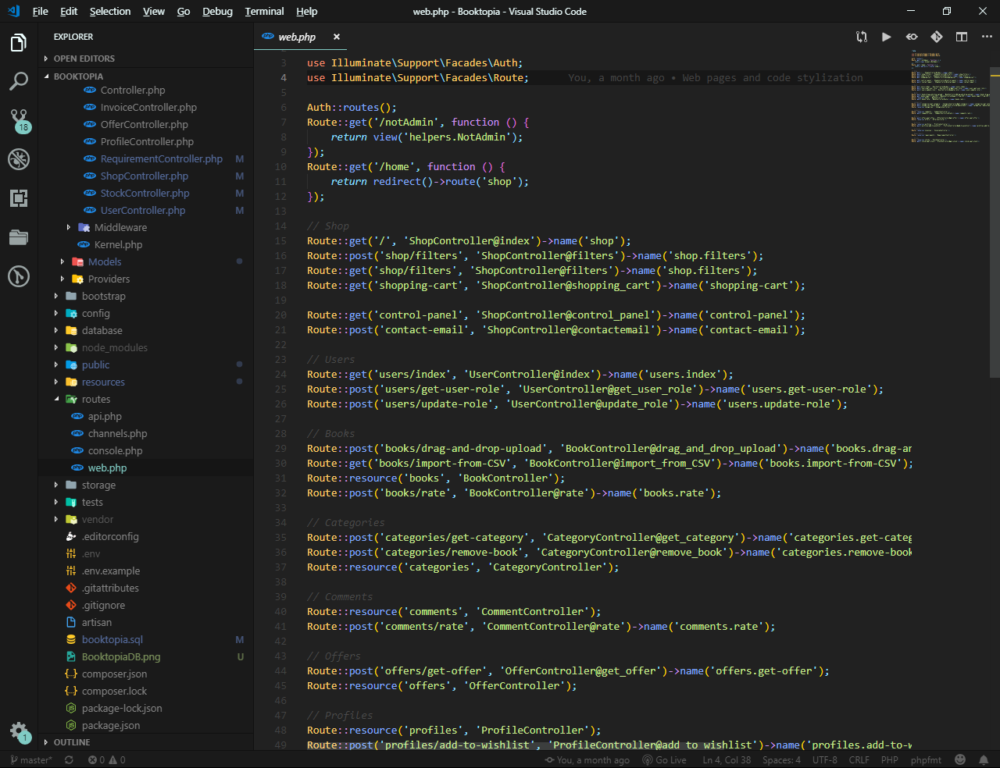 File Edit Selection View Go Debug Terminal Help
web.php - Booktopia - Visual Studio Code
EXPLORER
OPEN EDITORS
BOOKTOPIA
Controller.php
InvoiceController.php
OfferController.php
ProfileController.php
RequirementController.php M
ShopController.php M
StockController.php M
UserController.php M
Middleware
Kernel.php
Models
Providers
bootstrap
config
database
node_modules
public
resources
routes
api.php
channels.php
console.php
web.php
storage
tests
vendor
.editorconfig
.env
.env.example
.gitattributes
.gitignore
artisan
booktopia.sql M
BooktopiaDB.png U
composer.json
composer.lock
package-lock.json
package.json
OUTLINE
18
1
web.php
3 use Illuminate\Support\Facades\Auth;
4 use Illuminate\Support\Facades\Route; You, a month ago • Web pages and code stylization
5
6 Auth::routes();
7 Route::get('/notAdmin', function () {
8 return view('helpers.NotAdmin');
9 });
10 Route::get('/home', function () {
11 return redirect()->route('shop');
12 });
13
14 // Shop
15 Route::get('/', 'ShopController@index')->name('shop');
16 Route::post('shop/filters', 'ShopController@filters')->name('shop.filters');
17 Route::get('shop/filters', 'ShopController@filters')->name('shop.filters');
18 Route::get('shopping-cart', 'ShopController@shopping_cart')->name('shopping-cart');
19
20 Route::get('control-panel', 'ShopController@control_panel')->name('control-panel');
21 Route::post('contact-email', 'ShopController@contactemail')->name('contact-email');
22
23 // Users
24 Route::get('users/index', 'UserController@index')->name('users.index');
25 Route::post('users/get-user-role', 'UserController@get_user_role')->name('users.get-user-role');
26 Route::post('users/update-role', 'UserController@update_role')->name('users.update-role');
27
28 // Books
29 Route::post('books/drag-and-drop-upload', 'BookController@drag_and_drop_upload')->name('books.drag-an
30 Route::get('books/import-from-CSV', 'BookController@import_from_CSV')->name('books.import-from-CSV');
31 Route::resource('books', 'BookController');
32 Route::post('books/rate', 'BookController@rate')->name('books.rate');
33
34 // Categories
35 Route::post('categories/get-category', 'CategoryController@get_category')->name('categories.get-categ
36 Route::post('categories/remove-book', 'CategoryController@remove_book')->name('categories.remove-book
37 Route::resource('categories', 'CategoryController');
38
39 // Comments
40 Route::resource('comments', 'CommentController');
41 Route::post('comments/rate', 'CommentController@rate')->name('comments.rate');
42
43 // Offers
44 Route::post('offers/get-offer', 'OfferController@get_offer')->name('offers.get-offer');
45 Route::resource('offers', 'OfferController');
46
47 // Profiles
48 Route::resource('profiles', 'ProfileController');
49 Route::post('profiles/add-to-wishlist', 'ProfileController@add_to_wishlist')->name('profiles.add-to-w
master* 0 0 You, a month ago Go Live Ln 4, Col 38 Spaces: 4 UTF-8 CRLF PHP phpfmt